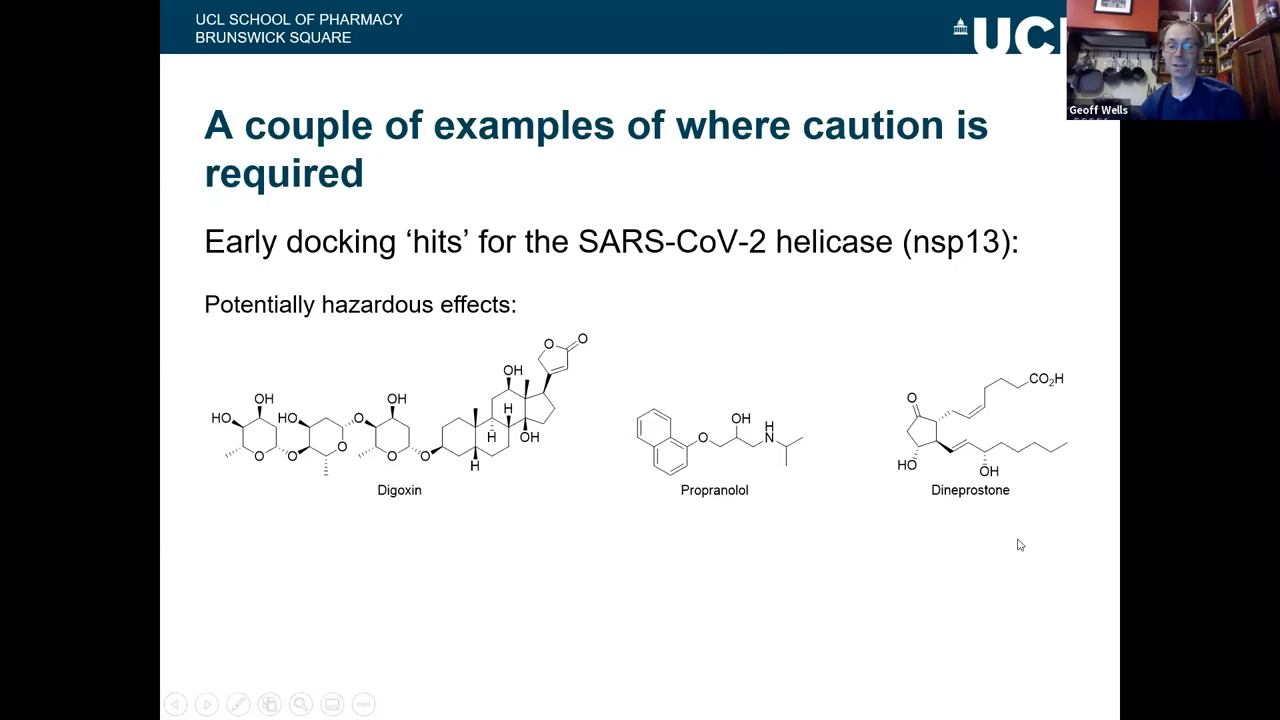 UCL SCHOOL OF PHARMACY
BRUNSWICK SQUARE
UCL
Geoff Wells
A couple of examples of where caution is
required
Early docking ‘hits’ for the SARS-CoV-2 helicase (nsp13):
Potentially hazardous effects:
O O
OH
OH OH OH H
HO HO O H OH
O O O O O H
Digoxin
OH
O H
N
Propranolol
O CO₂H
HO OH
Dineprostone